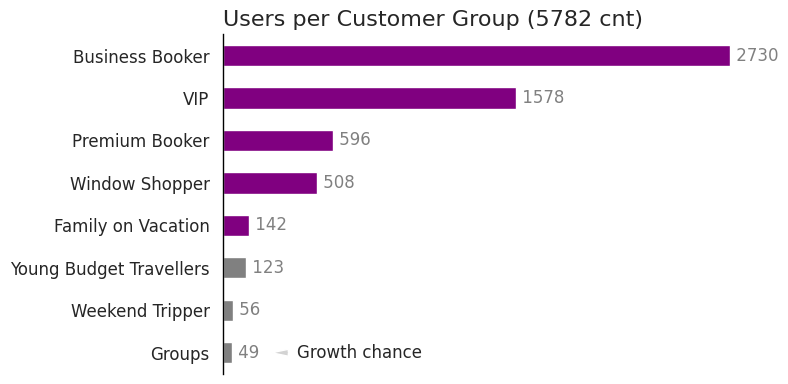 Users per Customer Group (5782 cnt)
Business Booker 2730
VIP 1578
Premium Booker 596
Window Shopper 508
Family on Vacation 142
Young Budget Travellers 123
Weekend Tripper 56
Groups 49 ◄ Growth chance